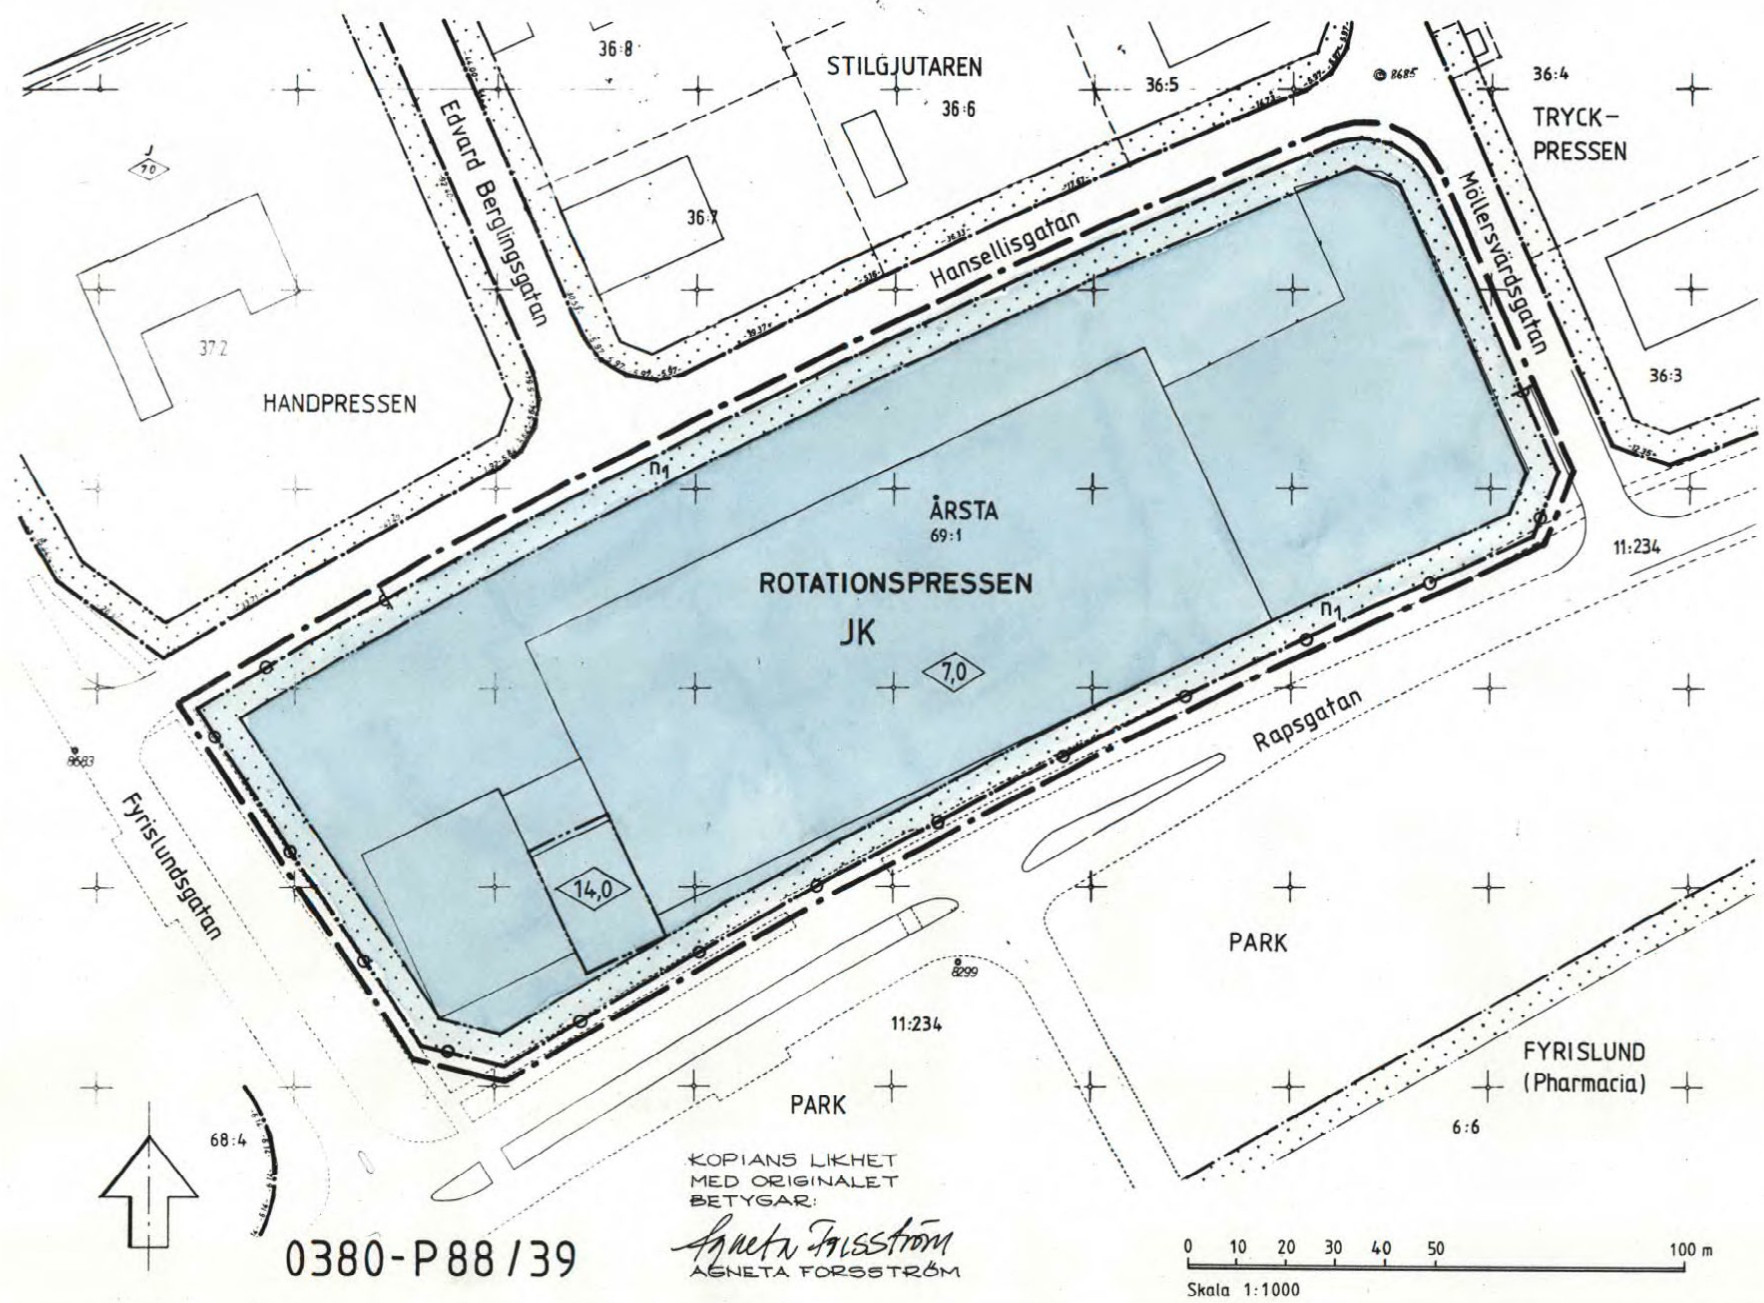 36:8
STILGJUTAREN
36:6
36:5
8685
36:4
TRYCK-
PRESSEN
J
70
Edvard Berglingsgatan
36:7
Hansellisgatan
Möllersvärdsgatan
37:2
HANDPRESSEN
36:3
n1
ÅRSTA
69:1
ROTATIONSPRESSEN
JK
7,0
11:234
n1
Rapsgatan
8683
Fyrislundsgatan
14,0
PARK
8299
11:234
FYRISLUND
(Pharmacia)
PARK
6:6
68:4
KOPIANS LIKHET
MED ORIGINALET
BETYGAR:
Agneta Forsström
AGNETA FORSSTRÖM
0380-P88/39
0 10 20 30 40 50 100 m
Skala 1:1000